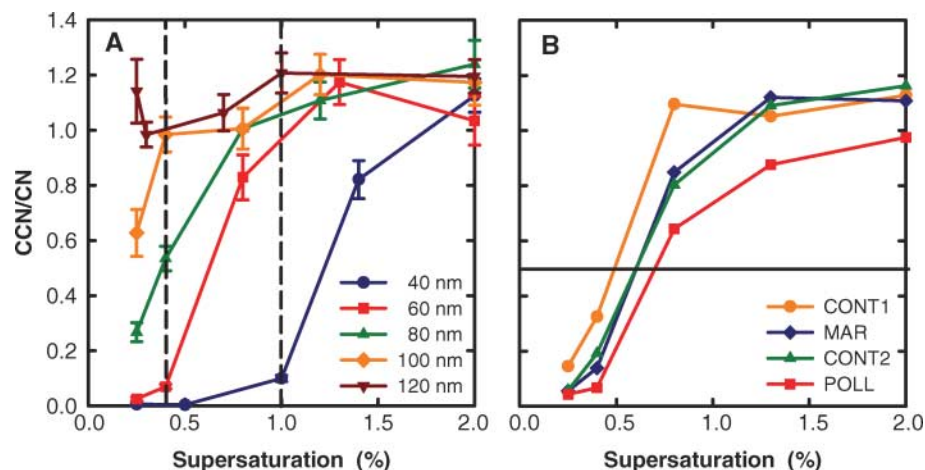 A
B
CCN/CN
1.4
1.2
1.0
0.8
0.6
0.4
0.2
0.0
40 nm
60 nm
80 nm
100 nm
120 nm
CONT1
MAR
CONT2
POLL
0.0 0.5 1.0 1.5 2.0
0.0 0.5 1.0 1.5 2.0
Supersaturation (%)
Supersaturation (%)